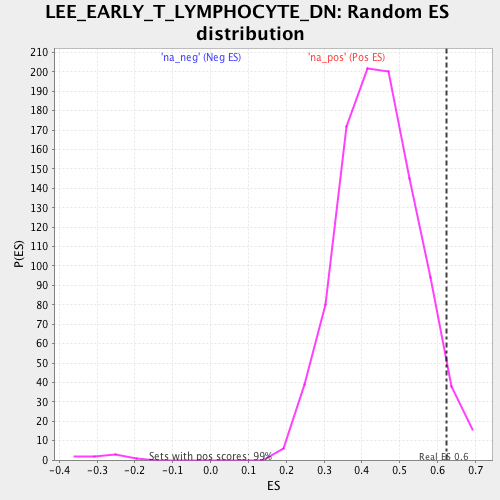 LEE_EARLY_T_LYMPHOCYTE_DN: Random ES
distribution
'na_neg' (Neg ES) 'na_pos' (Pos ES)
210
200
190
180
170
160
150
140
130
120
110
100
90
80
70
60
50
40
30
20
10
0
P(ES)
Sets with pos scores: 99%
Real ES 0.6
-0.4 -0.3 -0.2 -0.1 0.0 0.1 0.2 0.3 0.4 0.5 0.6 0.7
ES